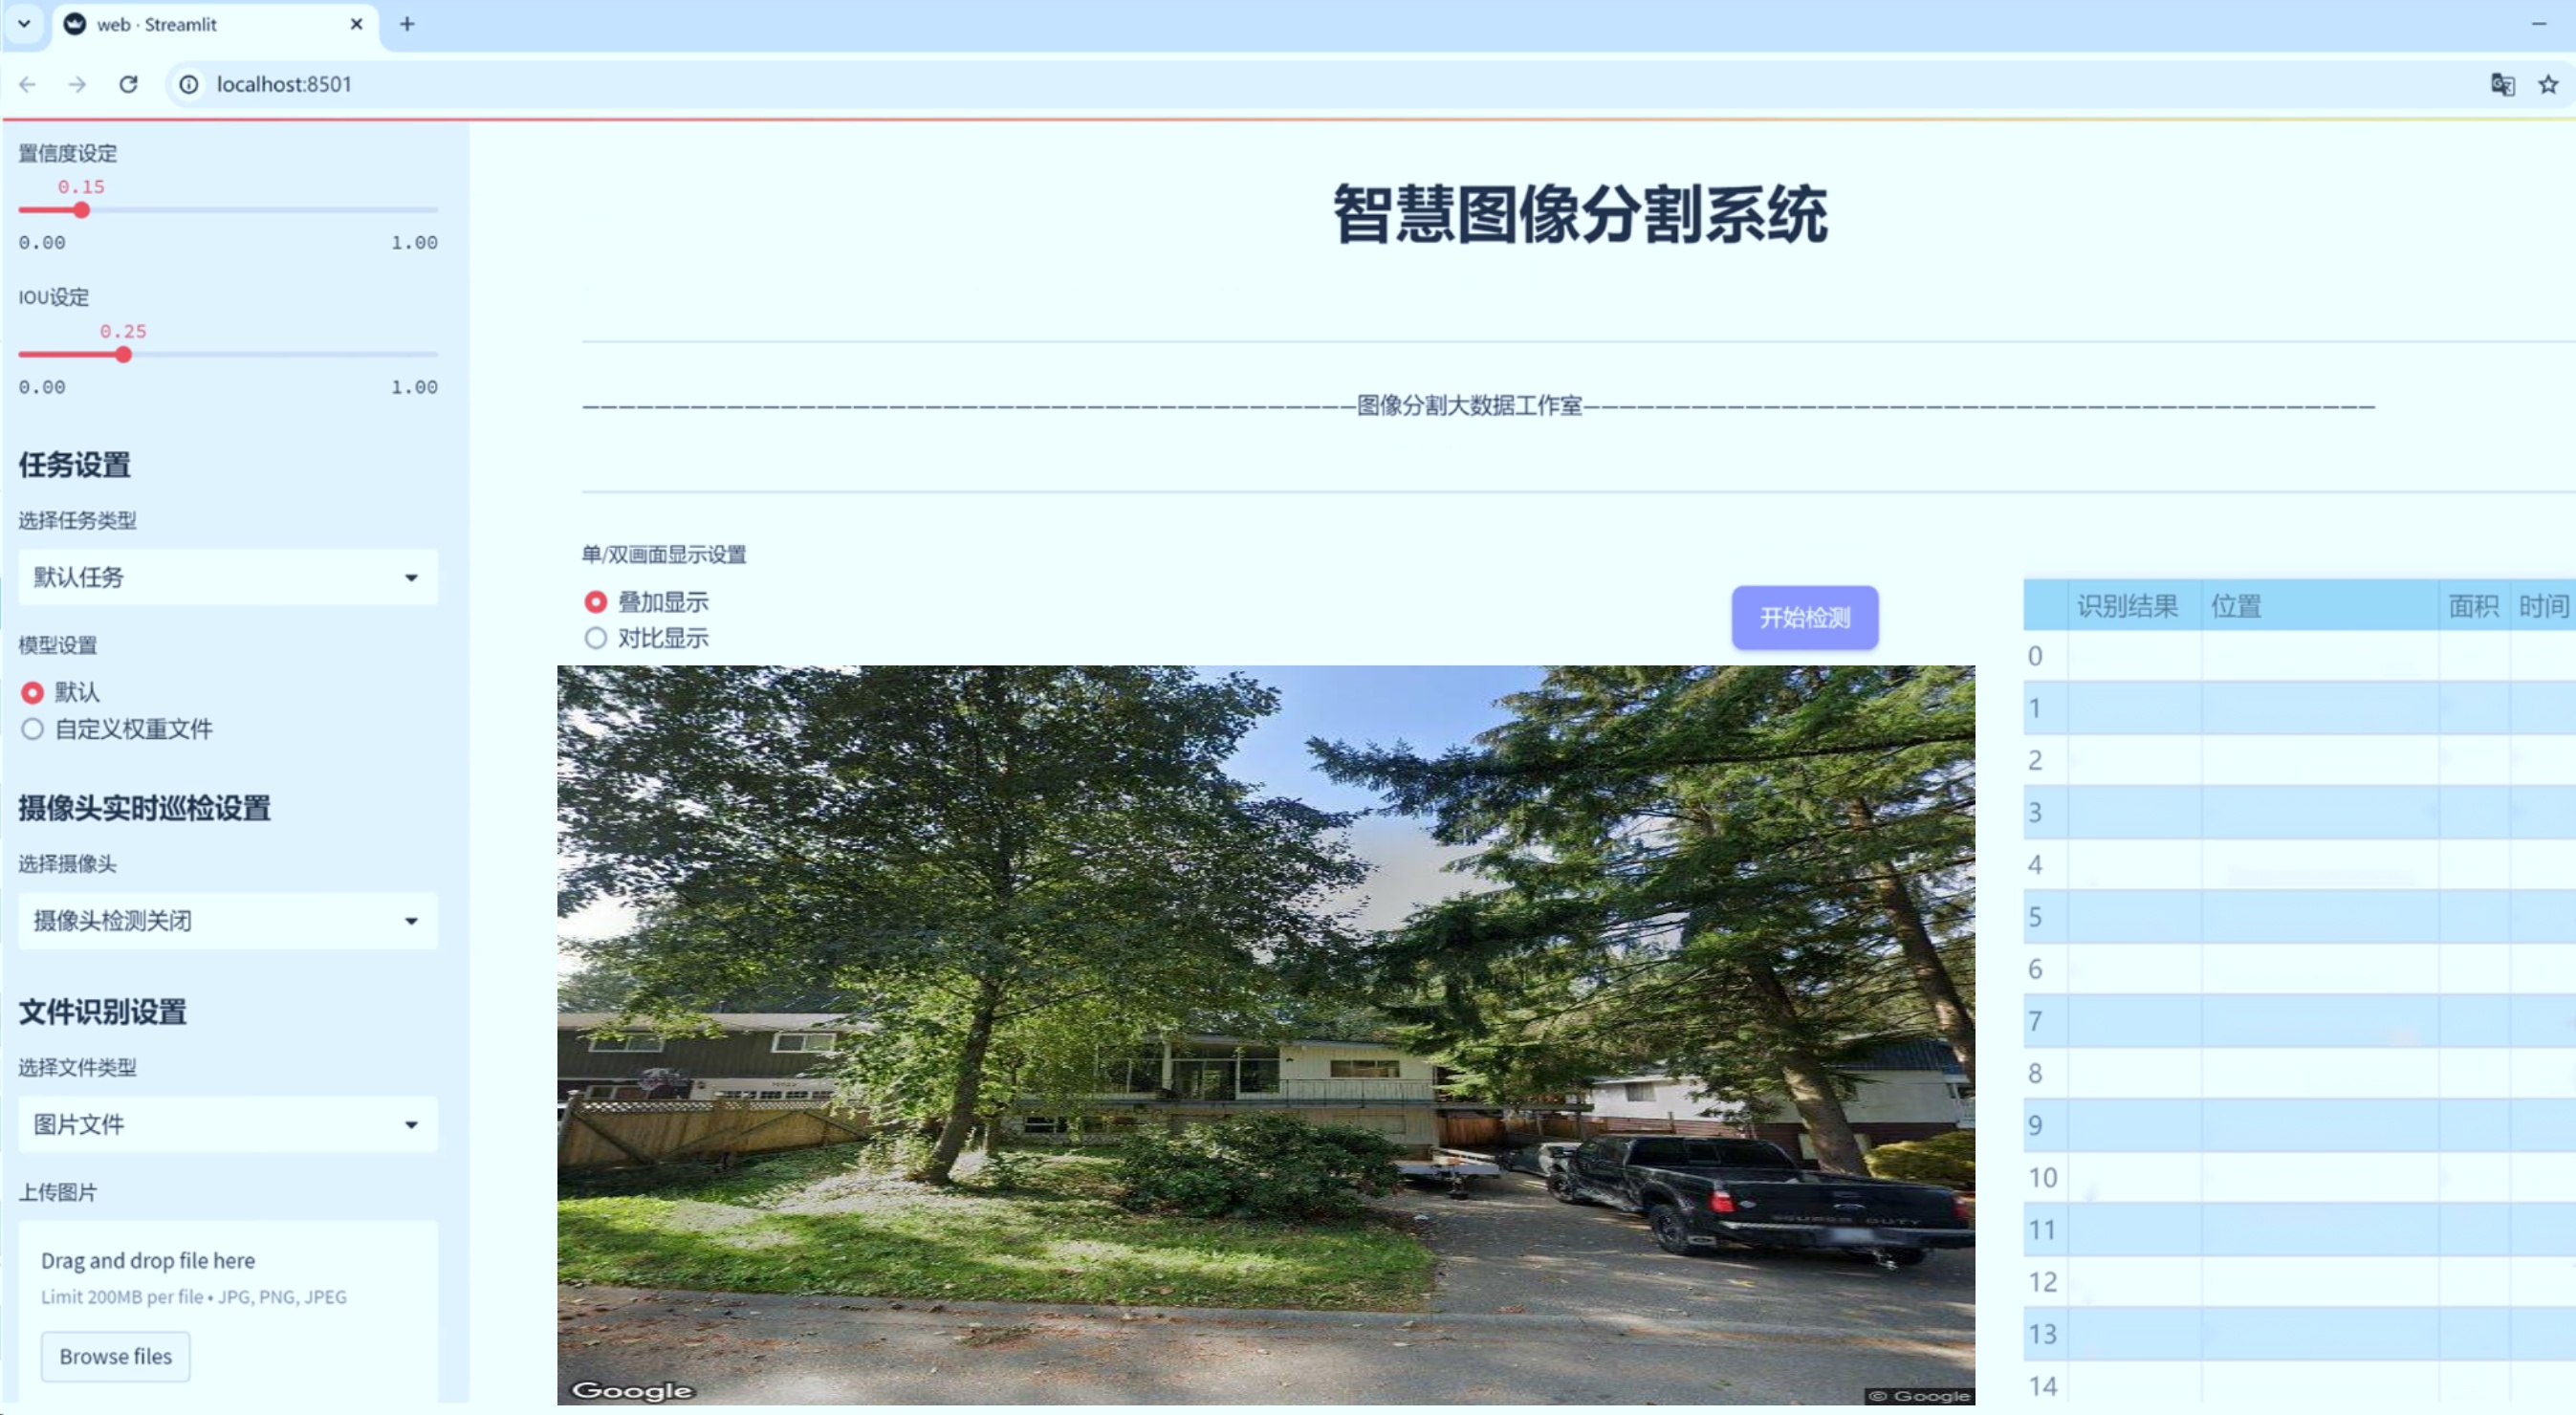 web · Streamlit
localhost:8501
置信度设定
0.15
0.00 1.00
IOU设定
0.25
0.00 1.00
任务设置
选择任务类型
默认任务
模型设置
默认
自定义权重文件
摄像头实时巡检设置
选择摄像头
摄像头检测关闭
文件识别设置
选择文件类型
图片文件
上传图片
Drag and drop file here
Limit 200MB per file • JPG, PNG, JPEG
Browse files
智慧图像分割系统
图像分割大数据工作室
单/双画面显示设置
叠加显示
对比显示
开始检测
SUPER DUTY
Google
© Google
识别结果 位置 面积 时间
0
1
2
3
4
5
6
7
8
9
10
11
12
13
14